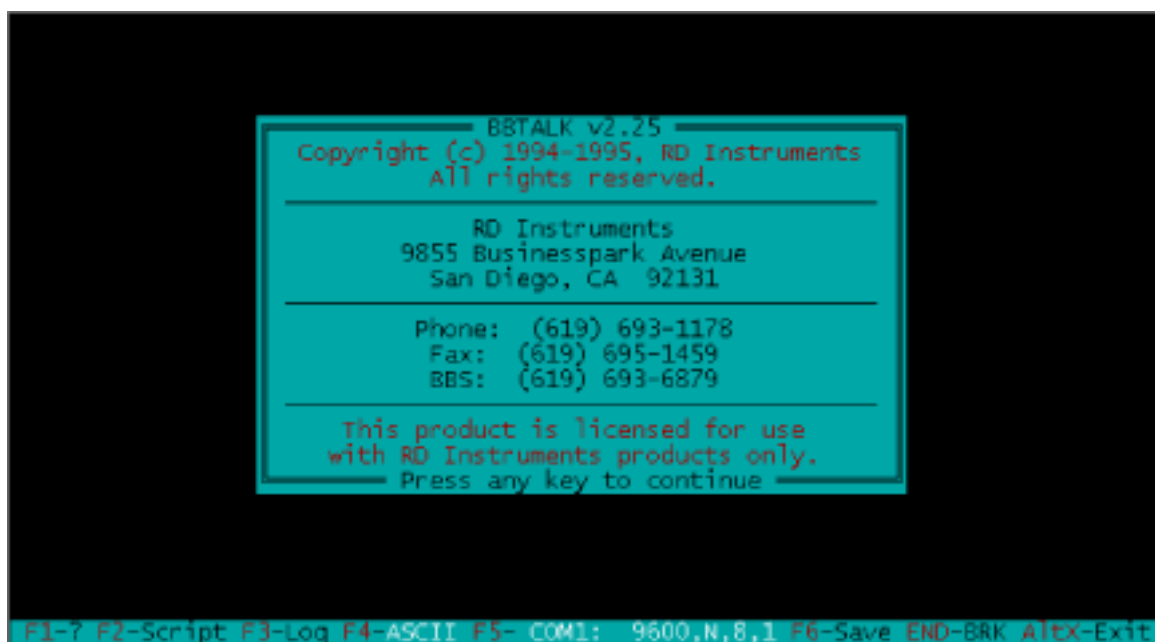 BBTALK v2.25
Copyright (c) 1994-1995, RD Instruments
All rights reserved.
RD Instruments
9855 Businesspark Avenue
San Diego, CA 92131
Phone: (619) 693-1178
Fax: (619) 695-1459
BBS: (619) 693-6879
This product is licensed for use
with RD Instruments products only.
Press any key to continue
F1-? F2-Script F3-Log F4-ASCII F5- COM1: 9600,N,8,1 F6-Save END-BRK AltX-Exit